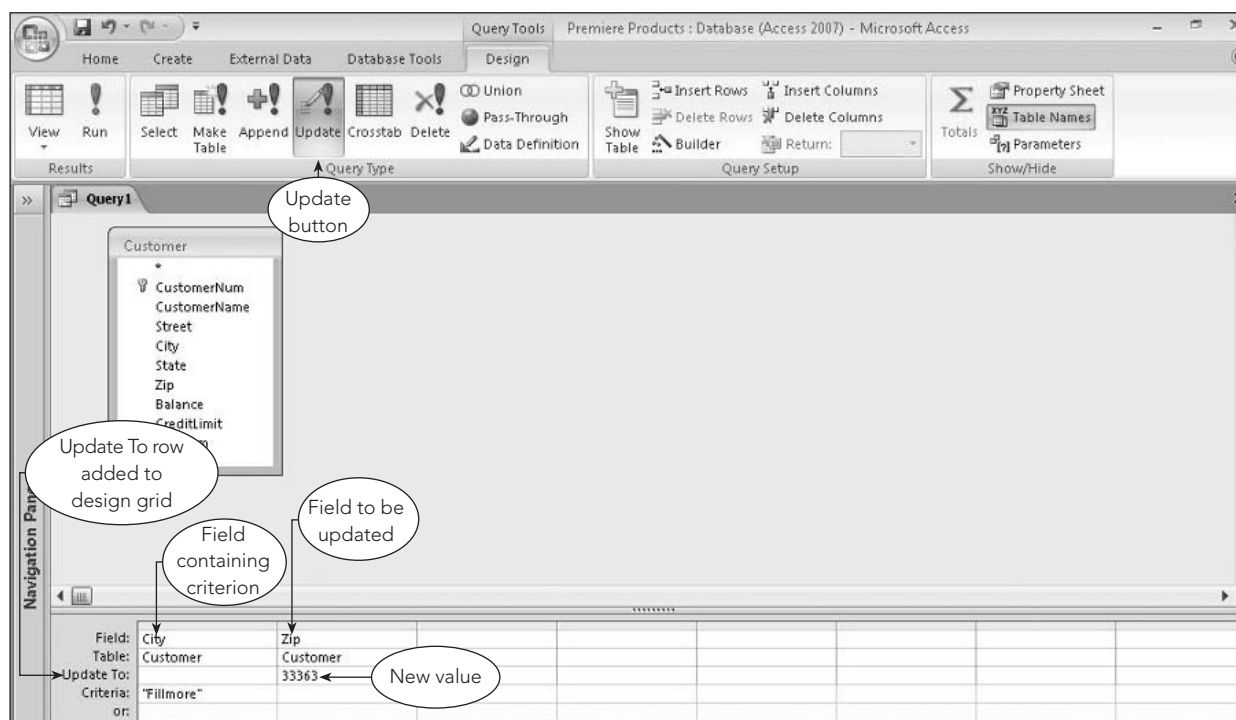 Query Tools Premiere Products : Database (Access 2007) - Microsoft Access
Home Create External Data Database Tools Design
View Run
Results
Select Make Table Append Update Crosstab Delete
Union
Pass-Through
Data Definition
Query Type
Show Table
Insert Rows Insert Columns
Delete Rows Delete Columns
Builder Return:
Query Setup
Totals
Property Sheet
Table Names
Parameters
Show/Hide
Update button
Query1
Customer
*
CustomerNum
CustomerName
Street
City
State
Zip
Balance
CreditLimit
Update To row added to design grid
Navigation Pane
Field containing criterion
Field to be updated
Field: City Zip
Table: Customer Customer
Update To: 33363
New value
Criteria: "Fillmore"
or: